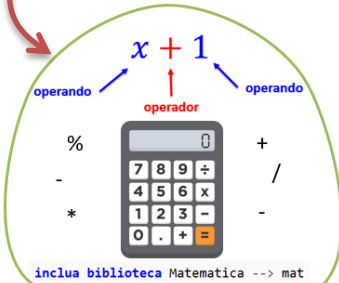 x + 1
operando
operando
operador
%
+
-
/
*
-
0
7 8 9 ÷
4 5 6 x
1 2 3 -
0 . + =
inclua biblioteca Matematica --> mat